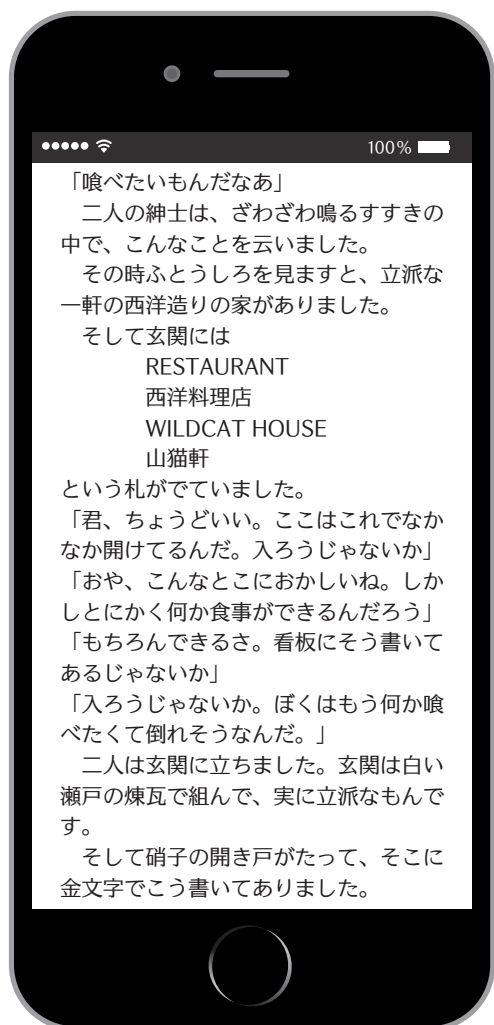 100%
「喰べたいもんだなあ」
　二人の紳士は、ざわざわ鳴るすすきの
中で、こんなことを云いました。
　その時ふとうしろを見ますと、立派な
一軒の西洋造りの家がありました。
　そして玄関には
RESTAURANT
西洋料理店
WILDCAT HOUSE
山猫軒
という札がでていました。
「君、ちょうどいい。ここはこれでなか
なか開けてるんだ。入ろうじゃないか」
「おや、こんなとこにおかしいね。しか
しとにかく何か食事ができるんだろう」
「もちろんできるさ。看板にそう書いて
あるじゃないか」
「入ろうじゃないか。ぼくはもう何か喰
べたくて倒れそうなんだ。」
　二人は玄関に立ちました。玄関は白い
瀬戸の煉瓦で組んで、実に立派なもんで
す。
　そして硝子の開き戸がたって、そこに
金文字でこう書いてありました。